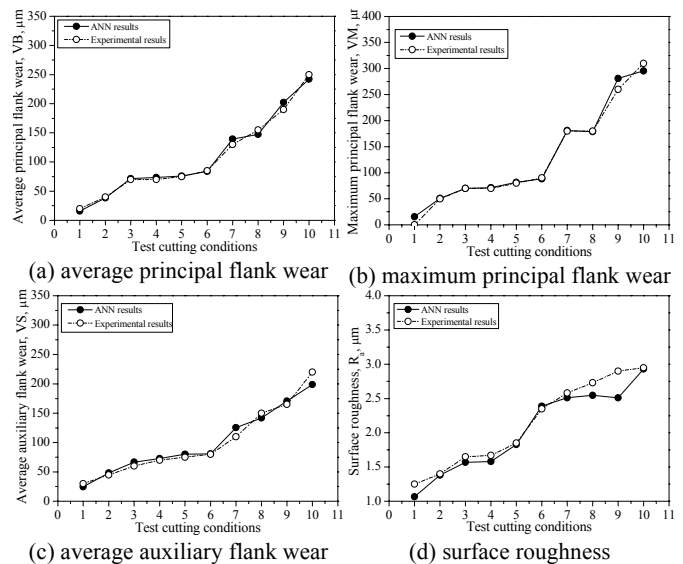 350
300
250
200
150
100
50
0
Average principal flank wear, VB, µm
ANN results
Experimental resuls
0 1 2 3 4 5 6 7 8 9 10 11
Test cutting conditions
(a) average principal flank wear
400
350
300
250
200
150
100
50
0
Maximum principal flank wear, VM, µm
ANN resuls
Experimental results
0 1 2 3 4 5 6 7 8 9 10 11
Test cutting conditions
(b) maximum principal flank wear
350
300
250
200
150
100
50
0
Average auxiliary flank wear, VS, µm
ANN results
Experimental results
0 1 2 3 4 5 6 7 8 9 10 11
Test cutting conditions
(c) average auxiliary flank wear
4.0
3.5
3.0
2.5
2.0
1.5
1.0
Surface roughness, Ra, µm
ANN results
Experimental resuls
0 1 2 3 4 5 6 7 8 9 10 11
Test cutting conditions
(d) surface roughness